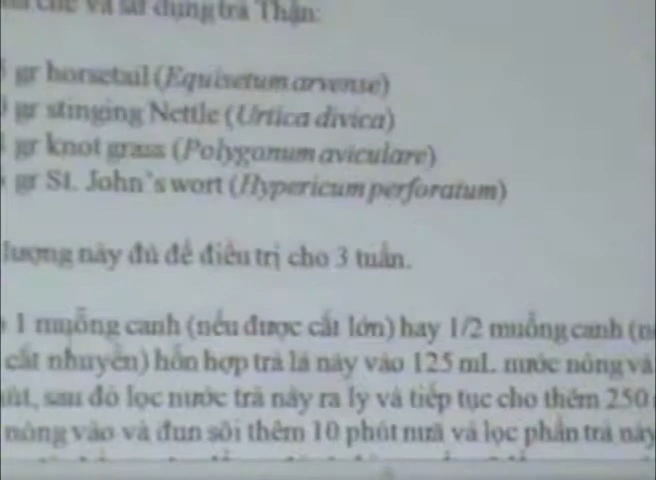 chế và sử dụng trà Thận:
gr horsetail (Equisetum arvense)
gr stinging Nettle (Urtica divica)
gr knot grass (Polygonum aviculare)
gr St. John's wort (Hypericum perforatum)
lượng này đủ để điều trị cho 3 tuần.
1 muỗng canh (nếu được cắt lớn) hay 1/2 muỗng canh
cắt nhuyễn) hỗn hợp trà lá này vào 125 mL nước nóng và
sau đó lọc nước trà này ra ly và tiếp tục cho thêm 250
nóng vào và đun sôi thêm 10 phút nữa và lọc phần trà này